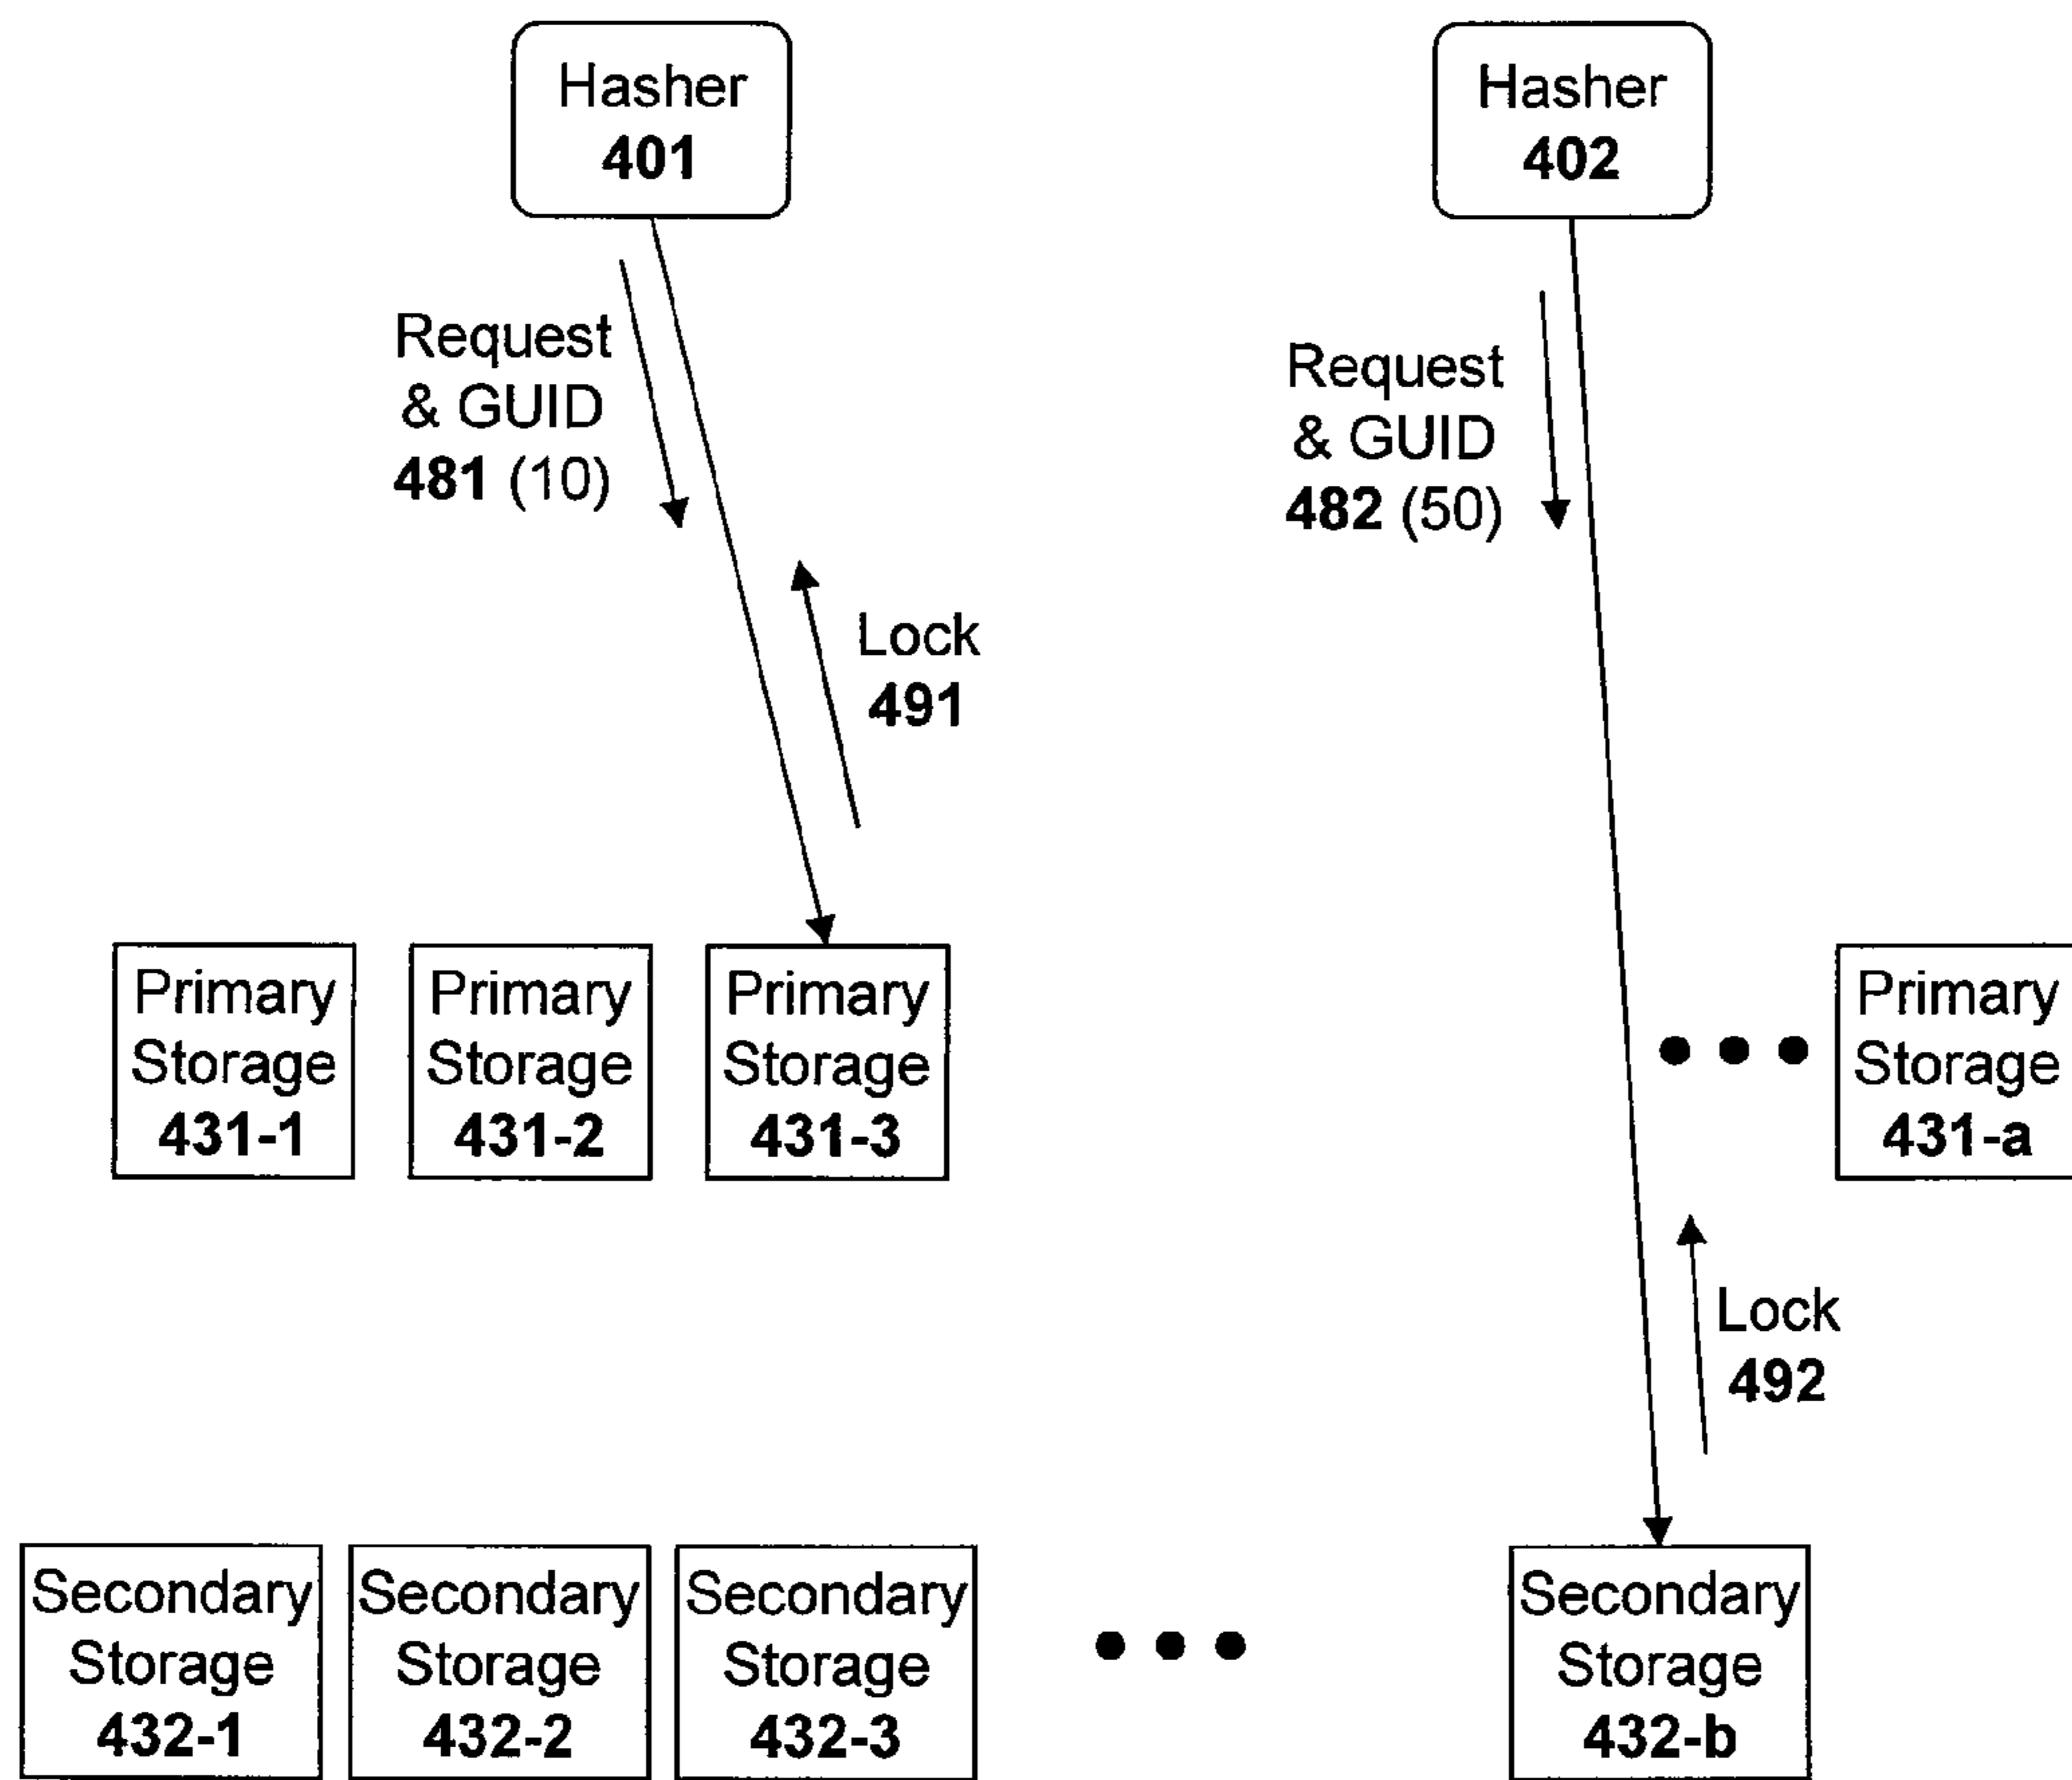 Hasher
401
Hasher
402
Request
& GUID
481 (10)
Request
& GUID
482 (50)
Lock
491
Primary
Storage
431-1
Primary
Storage
431-2
Primary
Storage
431-3
Primary
Storage
431-a
Lock
492
Secondary
Storage
432-1
Secondary
Storage
432-2
Secondary
Storage
432-3
Secondary
Storage
432-b